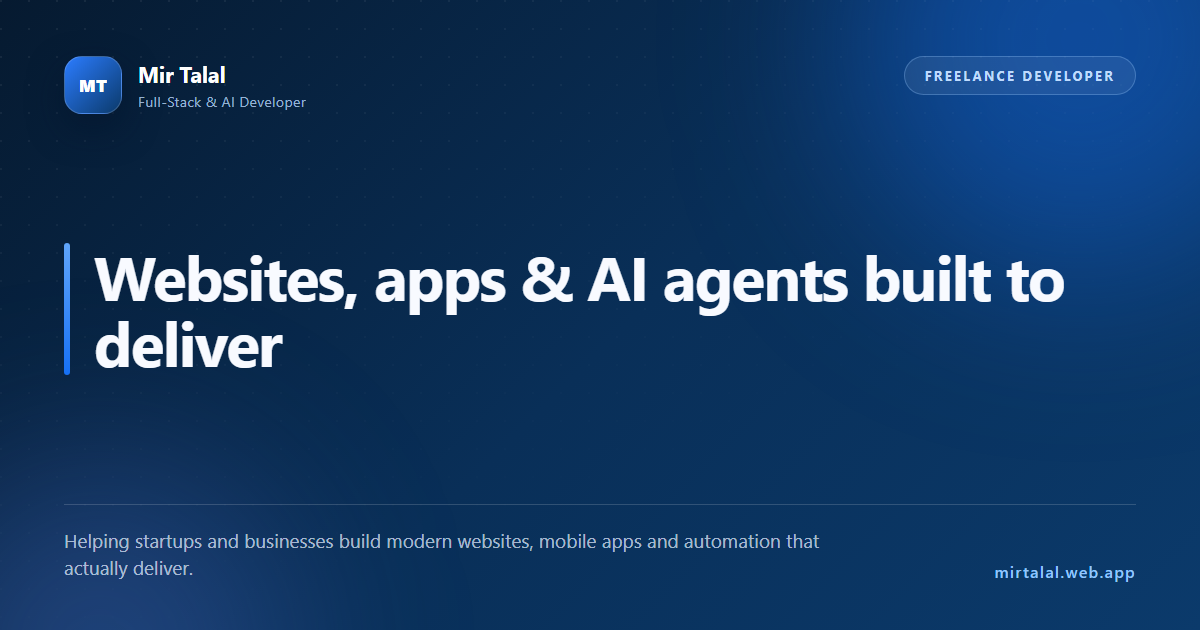 MT
Mir Talal
Full-Stack & AI Developer
FREELANCE DEVELOPER
Websites, apps & AI agents built to
deliver
Helping startups and businesses build modern websites, mobile apps and automation that
actually deliver.
mirtalal.web.app